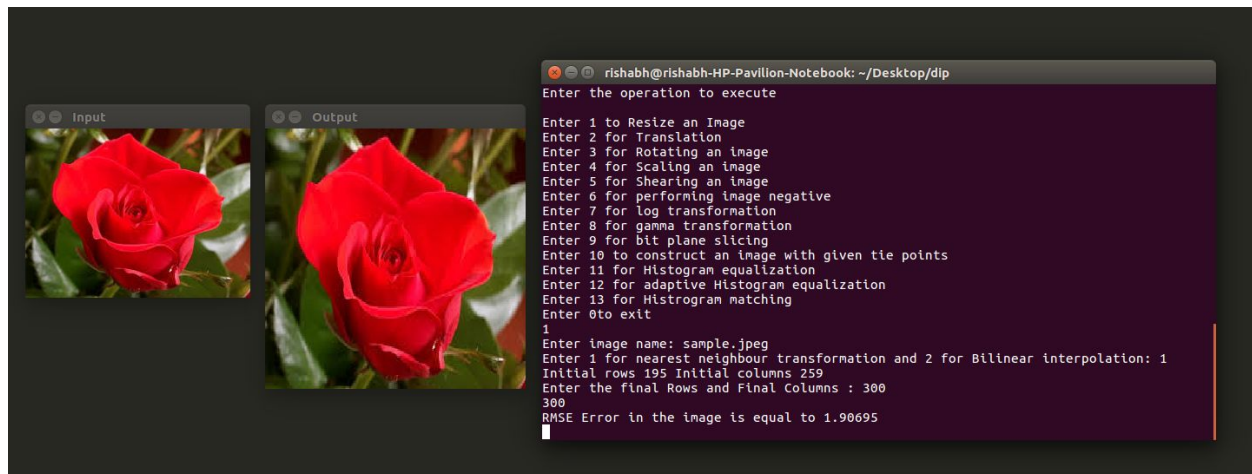 Input
Output
rishabh@rishabh-HP-Pavilion-Notebook: ~/Desktop/dip
Enter the operation to execute
Enter 1 to Resize an Image
Enter 2 for Translation
Enter 3 for Rotating an image
Enter 4 for Scaling an image
Enter 5 for Shearing an image
Enter 6 for performing image negative
Enter 7 for log transformation
Enter 8 for gamma transformation
Enter 9 for bit plane slicing
Enter 10 to construct an image with given tie points
Enter 11 for Histogram equalization
Enter 12 for adaptive Histogram equalization
Enter 13 for Histrogram matching
Enter 0to exit
1
Enter image name: sample.jpeg
Enter 1 for nearest neighbour transformation and 2 for Bilinear interpolation: 1
Initial rows 195 Initial columns 259
Enter the final Rows and Final Columns : 300
300
RMSE Error in the image is equal to 1.90695